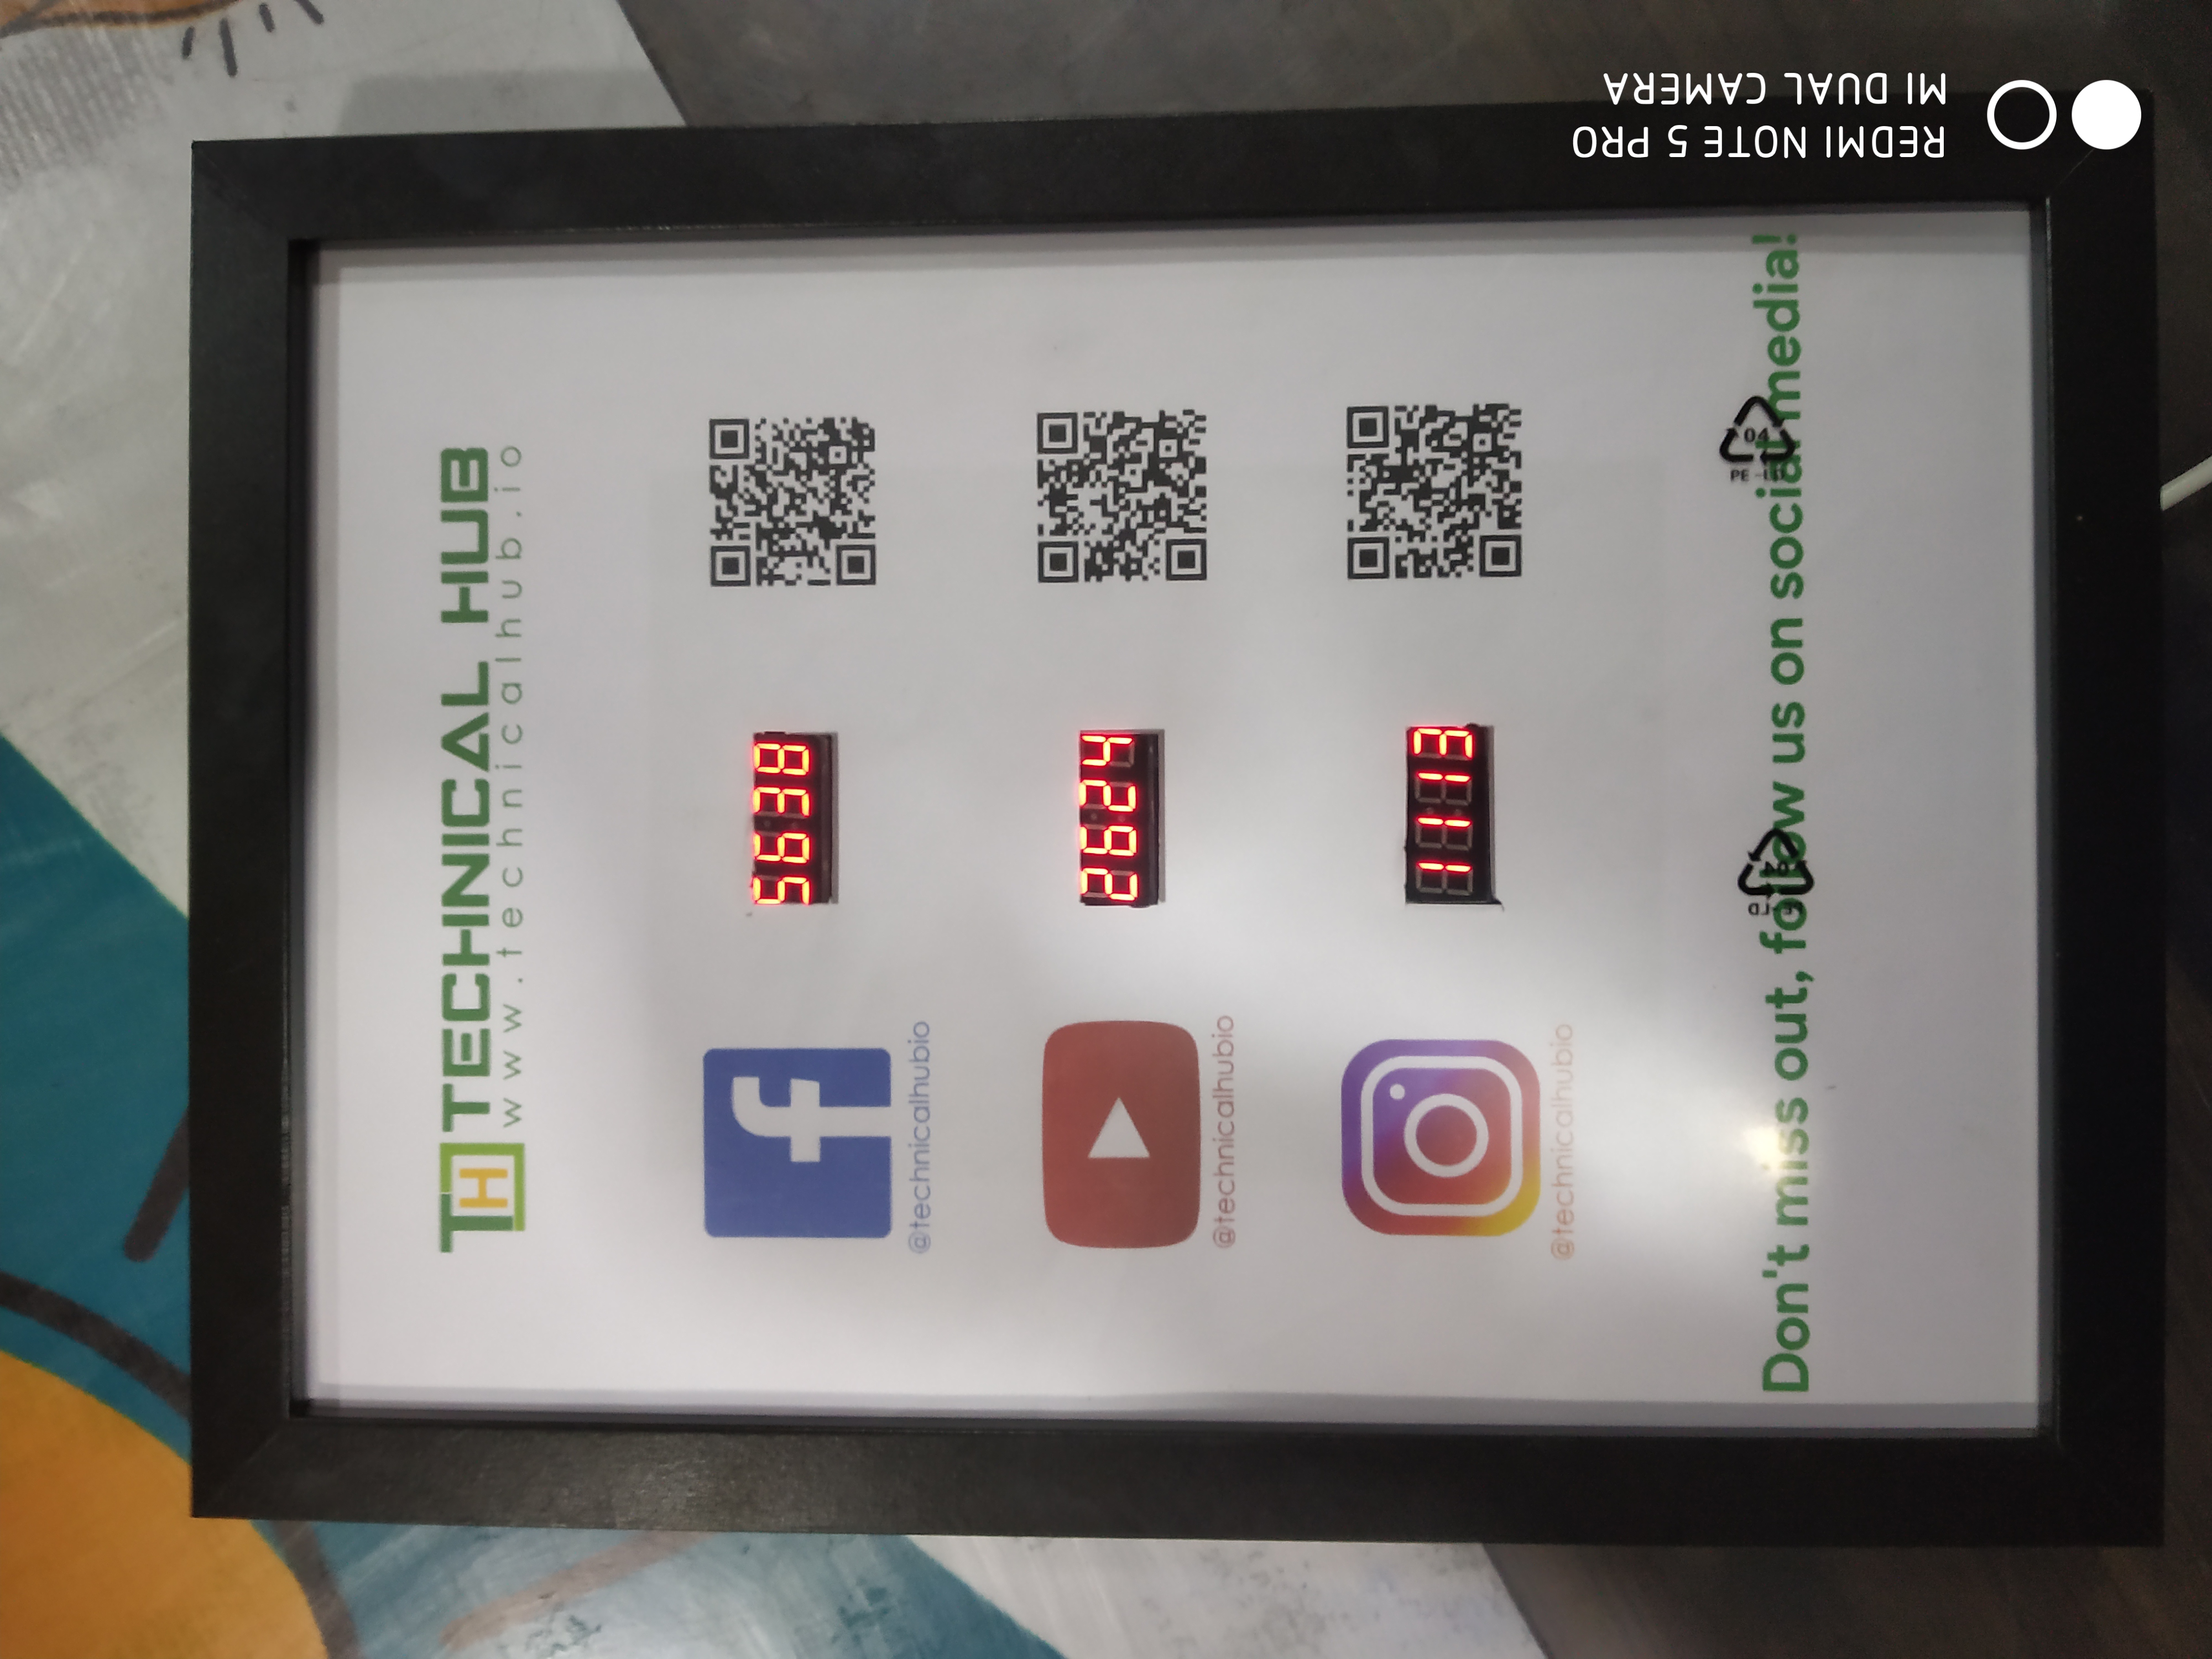 TH TECHNICAL HUB
www.technicalhub.io
5638
@technicalhubio
2624
@technicalhubio
1113
@technicalhubio
Don't miss out, follow us on social media!
04
REDMI NOTE 5 PRO
MI DUAL CAMERA